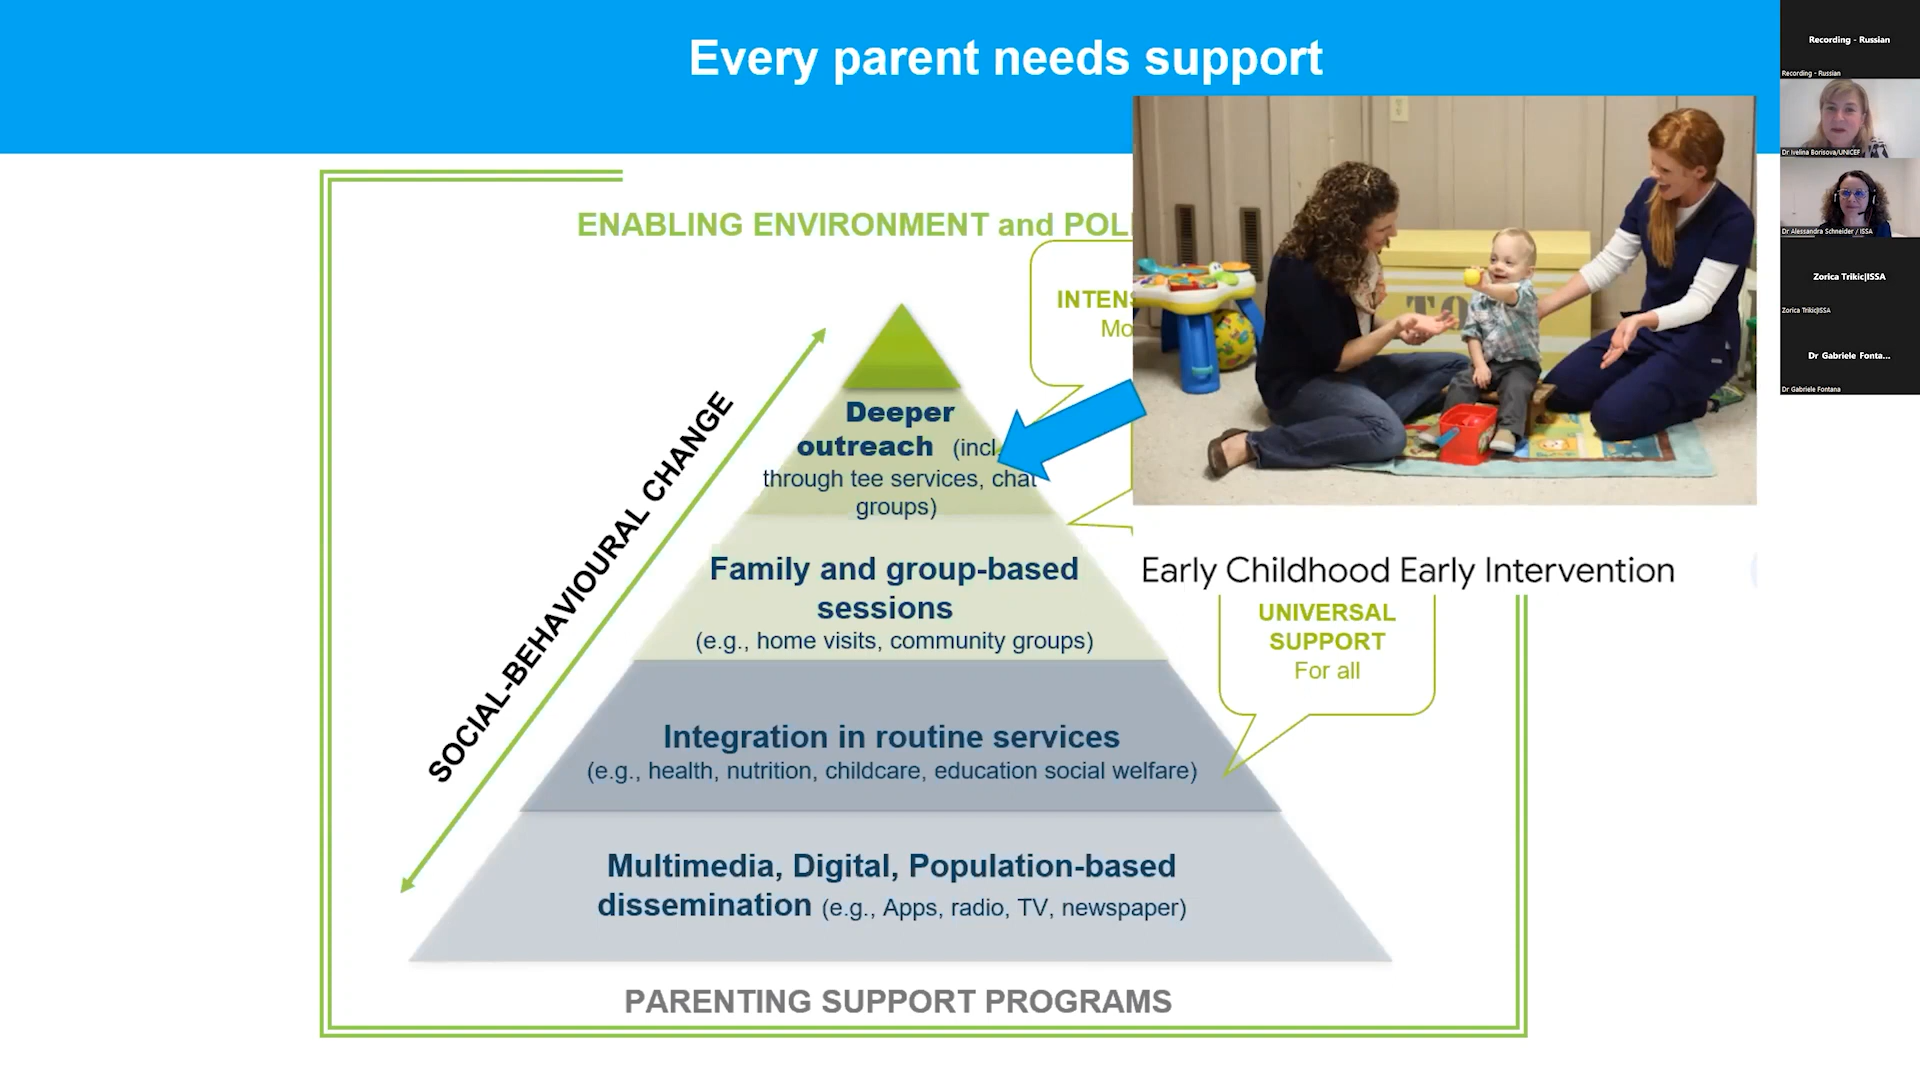 Every parent needs support
Recording - Russian
Recording - Russian
Dr Ivelina Borisova/UNICEF
Dr Alessandra Schneider / ISSA
Zorica Trikic|ISSA
Zorica Trikic|ISSA
Dr Gabriele Fonta...
Dr Gabriele Fontana
ENABLING ENVIRONMENT and POLI
INTENS
Mo
TO
SOCIAL-BEHAVIOURAL CHANGE
Deeper
outreach (incl.
through tee services, chat
groups)
Family and group-based
sessions
(e.g., home visits, community groups)
Early Childhood Early Intervention
UNIVERSAL
SUPPORT
For all
Integration in routine services
(e.g., health, nutrition, childcare, education social welfare)
Multimedia, Digital, Population-based
dissemination (e.g., Apps, radio, TV, newspaper)
PARENTING SUPPORT PROGRAMS